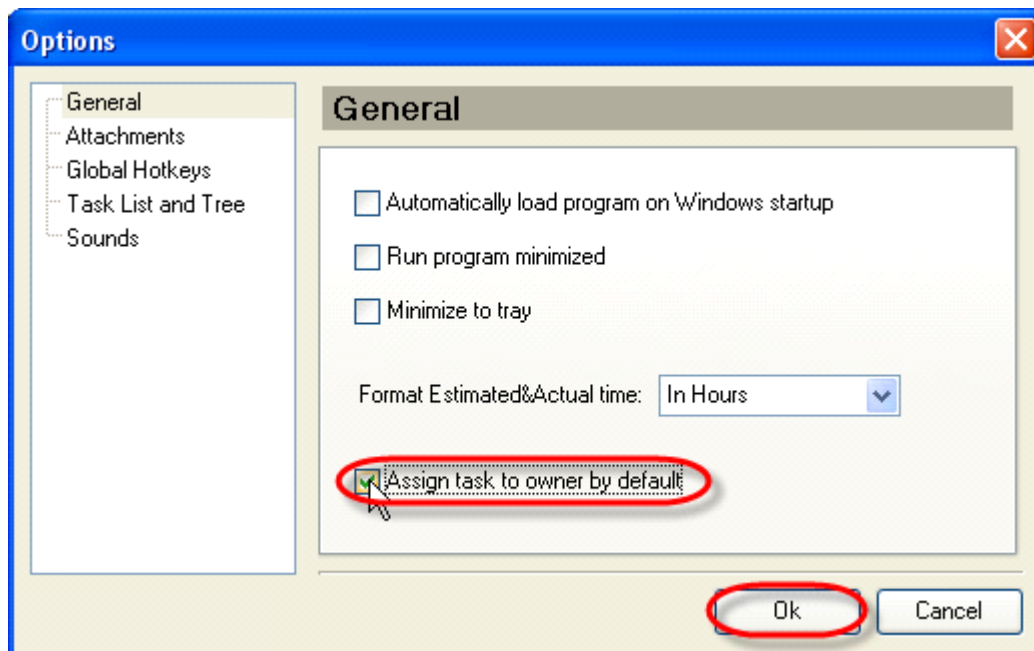 Options
General
Attachments
Global Hotkeys
Task List and Tree
Sounds
General
Automatically load program on Windows startup
Run program minimized
Minimize to tray
Format Estimated&Actual time: In Hours
Assign task to owner by default
Ok Cancel